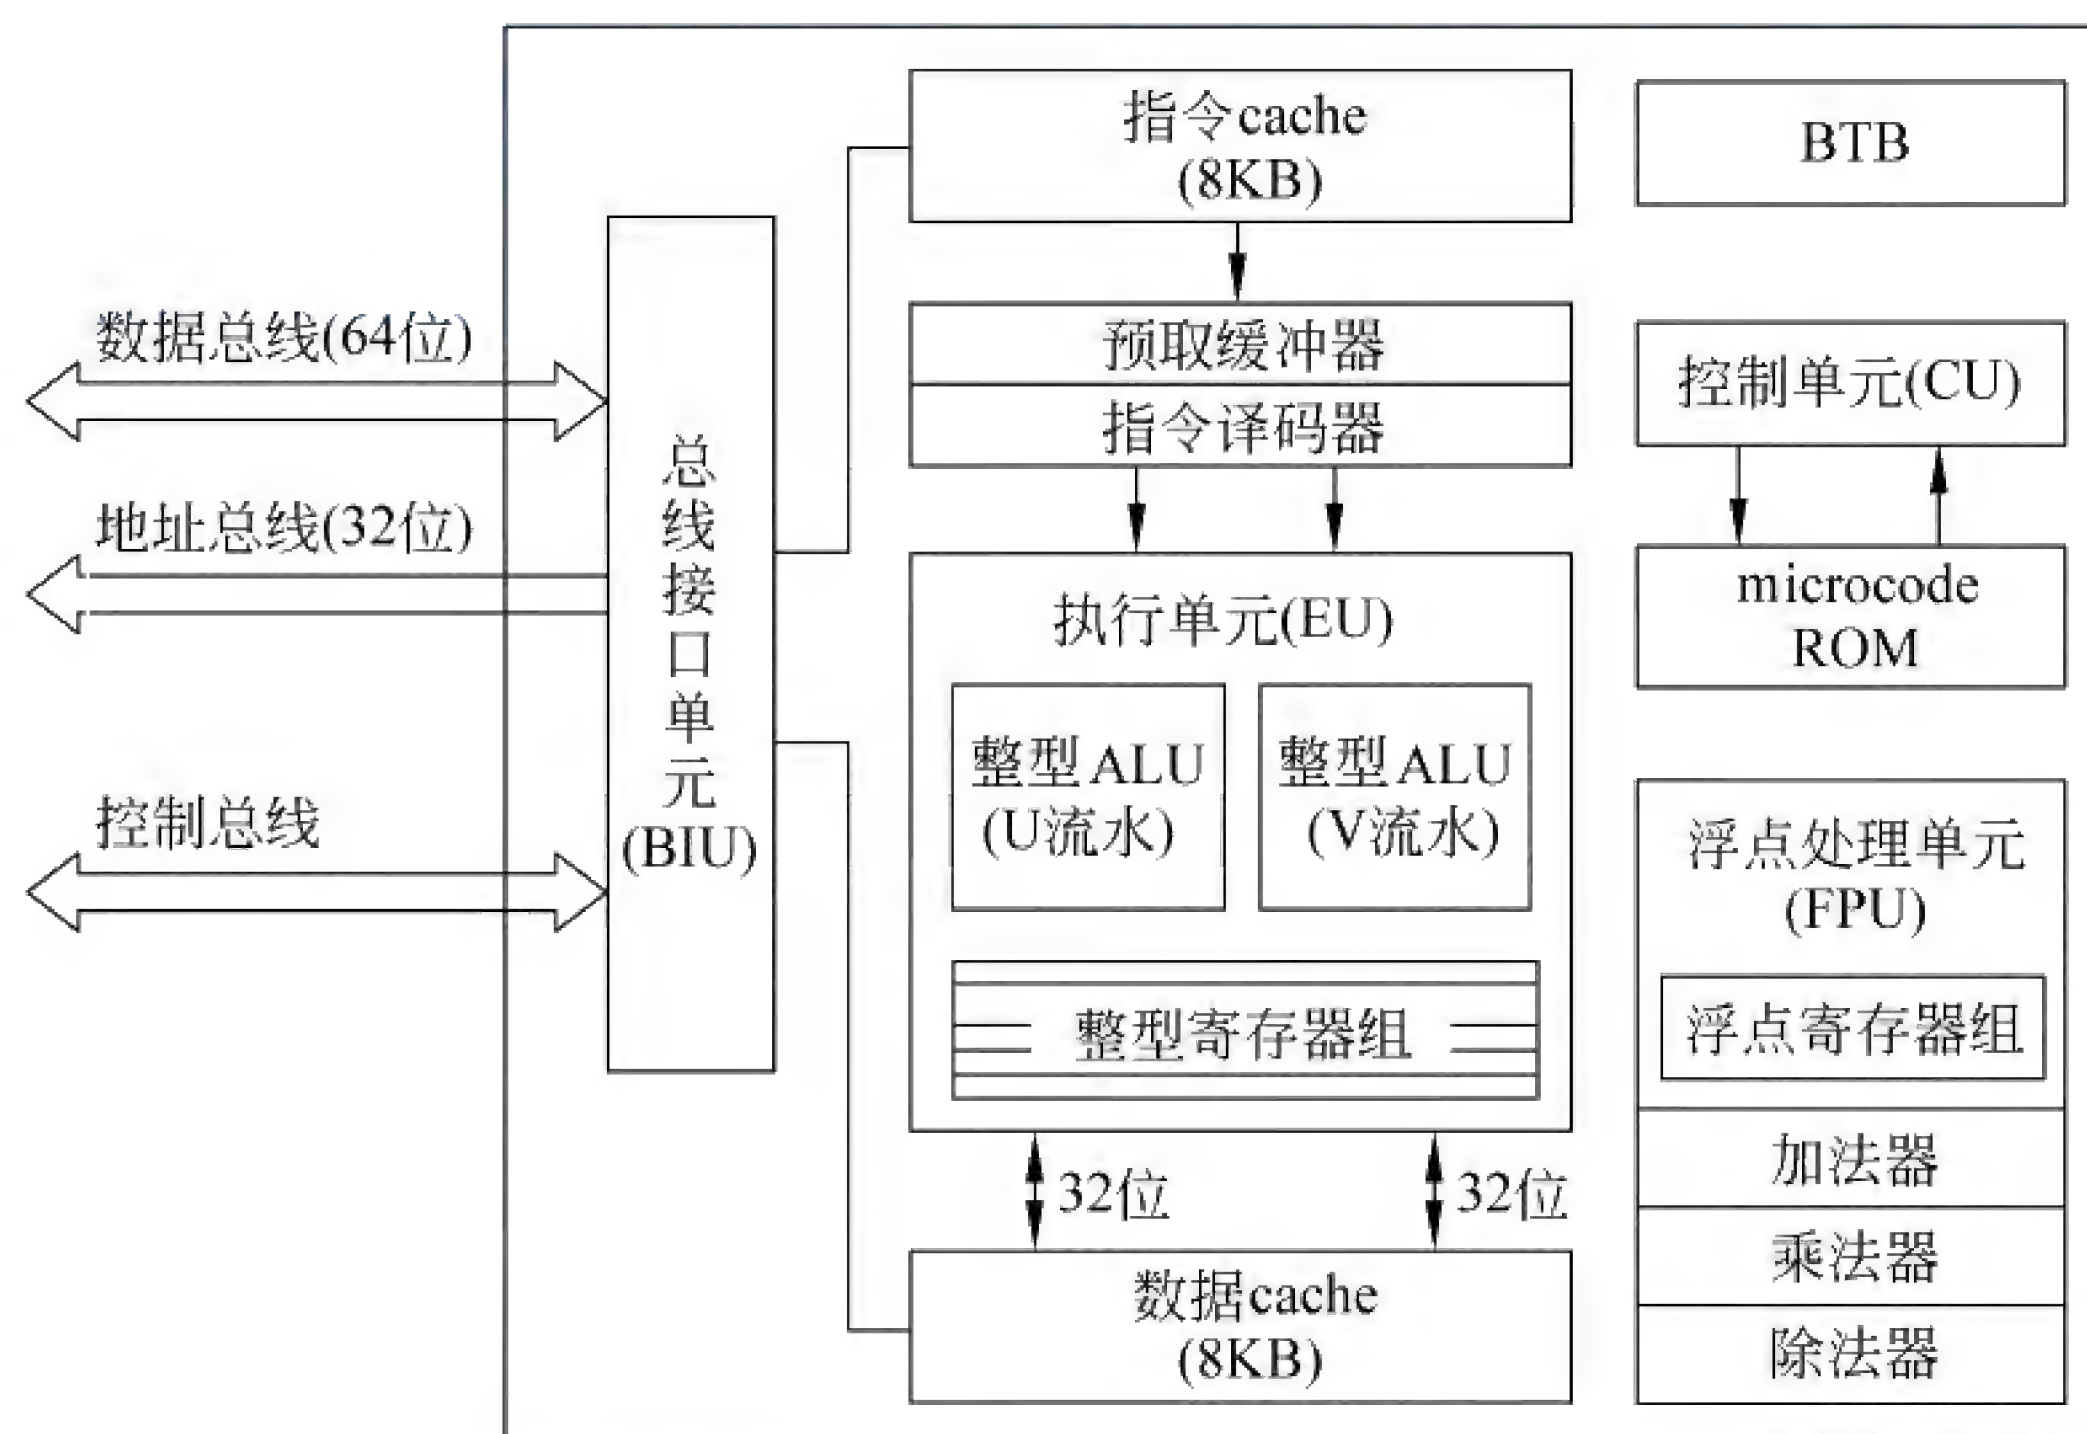 指令cache
(8KB)
BTB
数据总线(64位)
预取缓冲器
控制单元(CU)
指令译码器
地址总线(32位)
总线接口单元
(BIU)
执行单元(EU)
microcode
ROM
整型ALU
(U流水)
整型ALU
(V流水)
控制总线
浮点处理单元
(FPU)
整型寄存器组
浮点寄存器组
加法器
32位
32位
乘法器
数据cache
(8KB)
除法器